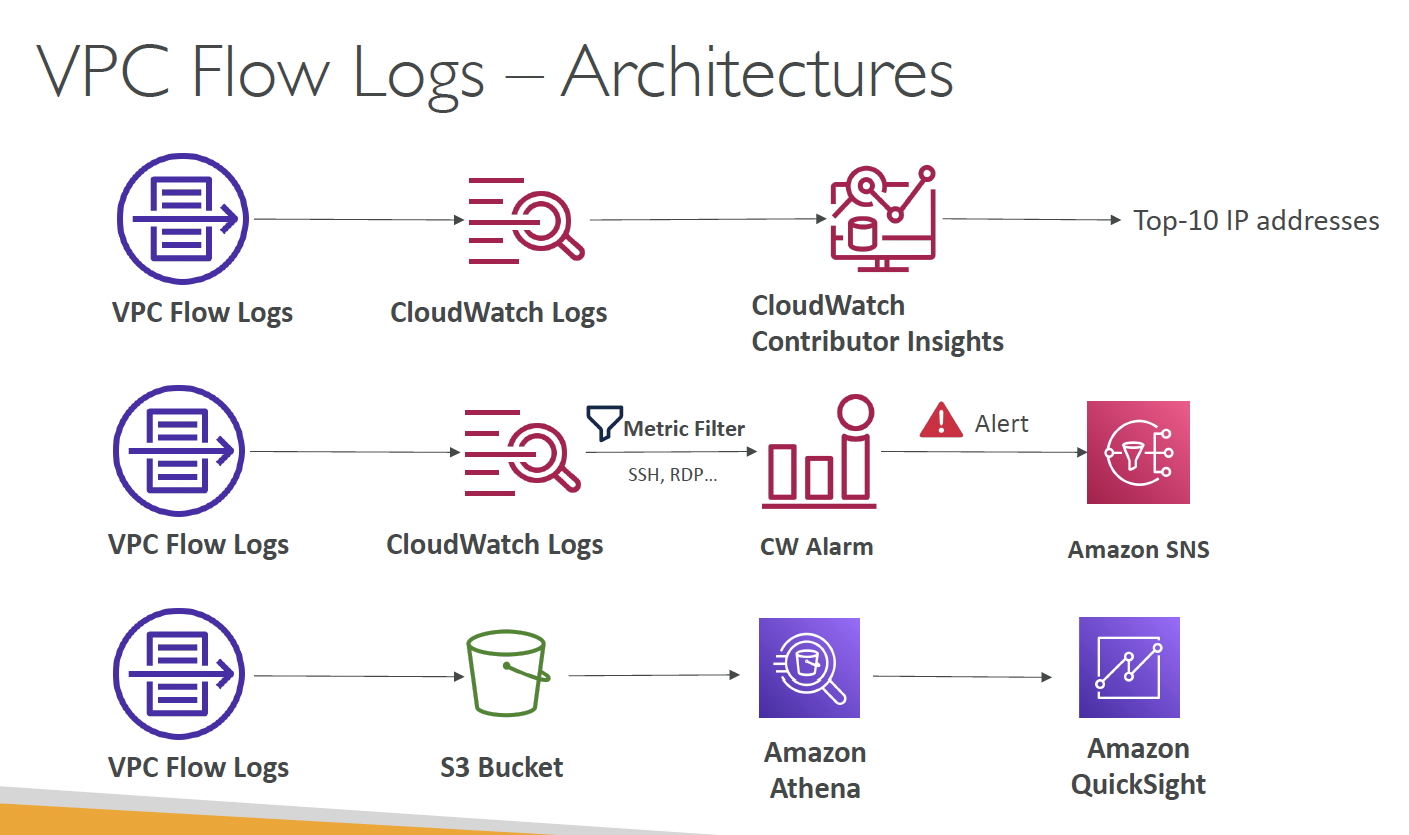 VPC Flow Logs – Architectures
Top-10 IP addresses
VPC Flow Logs
CloudWatch Logs
CloudWatch
Contributor Insights
Metric Filter
SSH, RDP...
Alert
VPC Flow Logs
CloudWatch Logs
CW Alarm
Amazon SNS
VPC Flow Logs
S3 Bucket
Amazon
Athena
Amazon
QuickSight